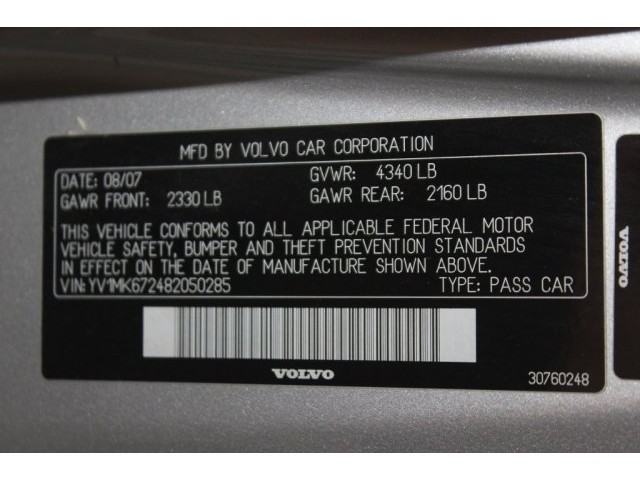 MFD BY VOLVO CAR CORPORATION
DATE: 08/07 GVWR: 4340 LB
GAWR FRONT: 2330 LB GAWR REAR: 2160 LB
THIS VEHICLE CONFORMS TO ALL APPLICABLE FEDERAL MOTOR
VEHICLE SAFETY, BUMPER AND THEFT PREVENTION STANDARDS
IN EFFECT ON THE DATE OF MANUFACTURE SHOWN ABOVE.
VIN: YV1MK672482050285 TYPE: PASS CAR
VOLVO
30760248
VOLVO